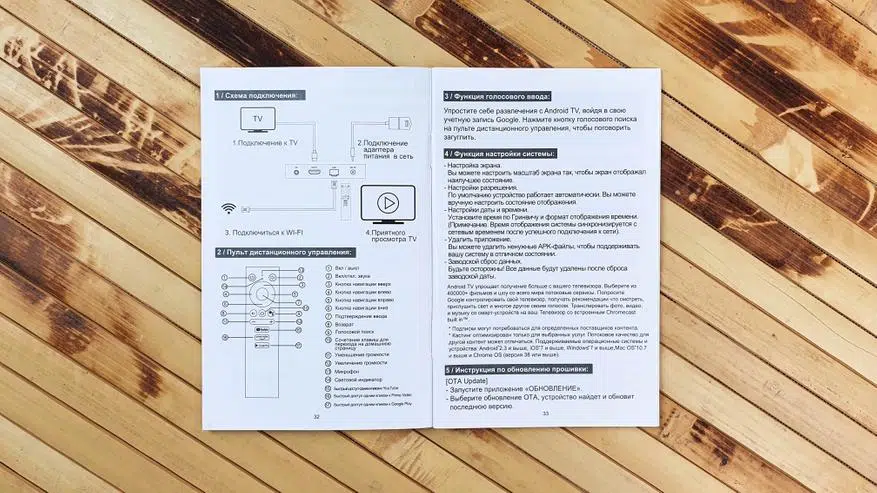 1 / Схема подключения:
TV
1.Подключение к TV
2.Подключение
адаптера
питания в сеть
3. Подключиться к WI-FI
4.Приятного
просмотра TV
2 / Пульт дистанционного управления:
1 Вкл / выкл
2 Вкл/откл. звука
3 Кнопка навигации вверх
4 Кнопка навигации влево
5 Кнопка навигации вправо
6 Кнопка навигации вниз
7 Подтверждение ввода
8 Возврат
9 Голосовой поиск
10 Сочетание клавиш для
перехода на домашнюю
страницу
11 Уменьшение громкости
12 Увеличение громкости
13 Микрофон
14 Световой индикатор
15 Быстрый доступ одним кликом к YouTube
16 Быстрый доступ одним кликом к Prime Video
17 Быстрый доступ одним кликом к Google Play
32
3 / Функция голосового ввода:
Упростите себе развлечения с Android TV, войдя в свою
учетную запись Google. Нажмите кнопку голосового поиска
на пульте дистанционного управления, чтобы поговорить
загуглить.
4 / Функция настройки системы:
- Настройка экрана.
Вы можете настроить масштаб экрана так, чтобы экран отображал
наилучшее состояние.
- Настройки разрешения.
По умолчанию устройство работает автоматически. Вы можете
вручную настроить состояние отображения.
- Настройки даты и времени.
Установите время по Гринвичу и формат отображения времени.
(Примечание. Время отображения системы синхронизируется с
сетевым временем после успешного подключения к сети).
- Удалить приложение.
Вы можете удалить ненужные APK-файлы, чтобы поддерживать
вашу систему в отличном состоянии.
- Заводской сброс данных.
Будьте осторожны! Все данные будут удалены после сброса
заводской даты.
Android TV упрощает получение больше с вашего телевизора. Выберите из
400000+ фильмов и шоу со всего мира потоковые сервисы. Попросите
Google контролировать свой телевизор, получать рекомендации что смотреть,
приглушить свет и многое другое своим голосом. Транслировать фото, видео,
и музыку со смарт-устройств на ваш Телевизор со встроенным Chromecast
built in™.
* Подписки могут потребоваться для определенных поставщиков контента.
* Кастинг оптимизирован только для выбранных услуг. Потоковое качество для
другой контент может отличаться. Поддерживаемые операционные системы и
устройства: Android 2.3 и выше, iOS 7 и выше, Windows 7 и выше, Mac OS 10.7
и выше и Chrome OS (версия 38 или выше).
5 / Инструкция по обновлению прошивки:
[OTA Update]
- Запустите приложение «ОБНОВЛЕНИЕ».
- Выберите обновление ОТА, устройство найдет и обновит
последнюю версию.
33